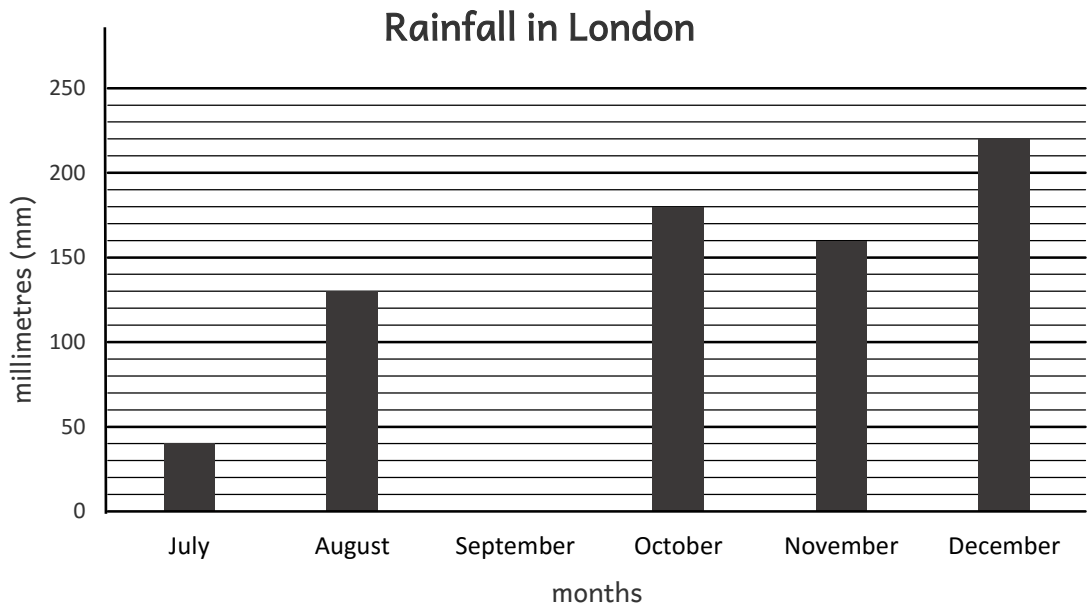 Rainfall in London
millimetres (mm)
250
200
150
100
50
0
July August September October November December
months